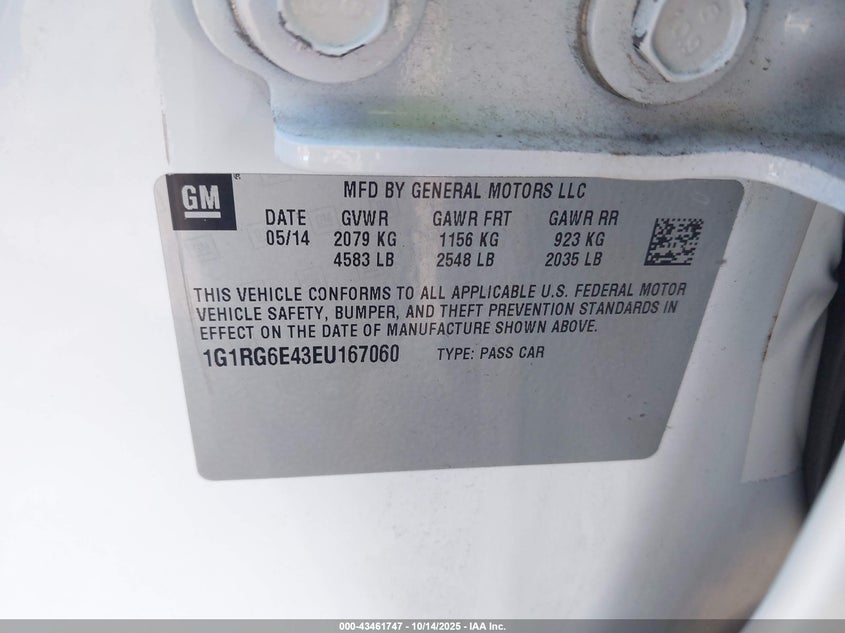 GM
MFD BY GENERAL MOTORS LLC
DATE GVWR GAWR FRT GAWR RR
05/14 2079 KG 1156 KG 923 KG
4583 LB 2548 LB 2035 LB
THIS VEHICLE CONFORMS TO ALL APPLICABLE U.S. FEDERAL MOTOR
VEHICLE SAFETY, BUMPER, AND THEFT PREVENTION STANDARDS IN
EFFECT ON THE DATE OF MANUFACTURE SHOWN ABOVE.
1G1RG6E43EU167060 TYPE: PASS CAR
000-43461747 - 10/14/2025 - IAA Inc.